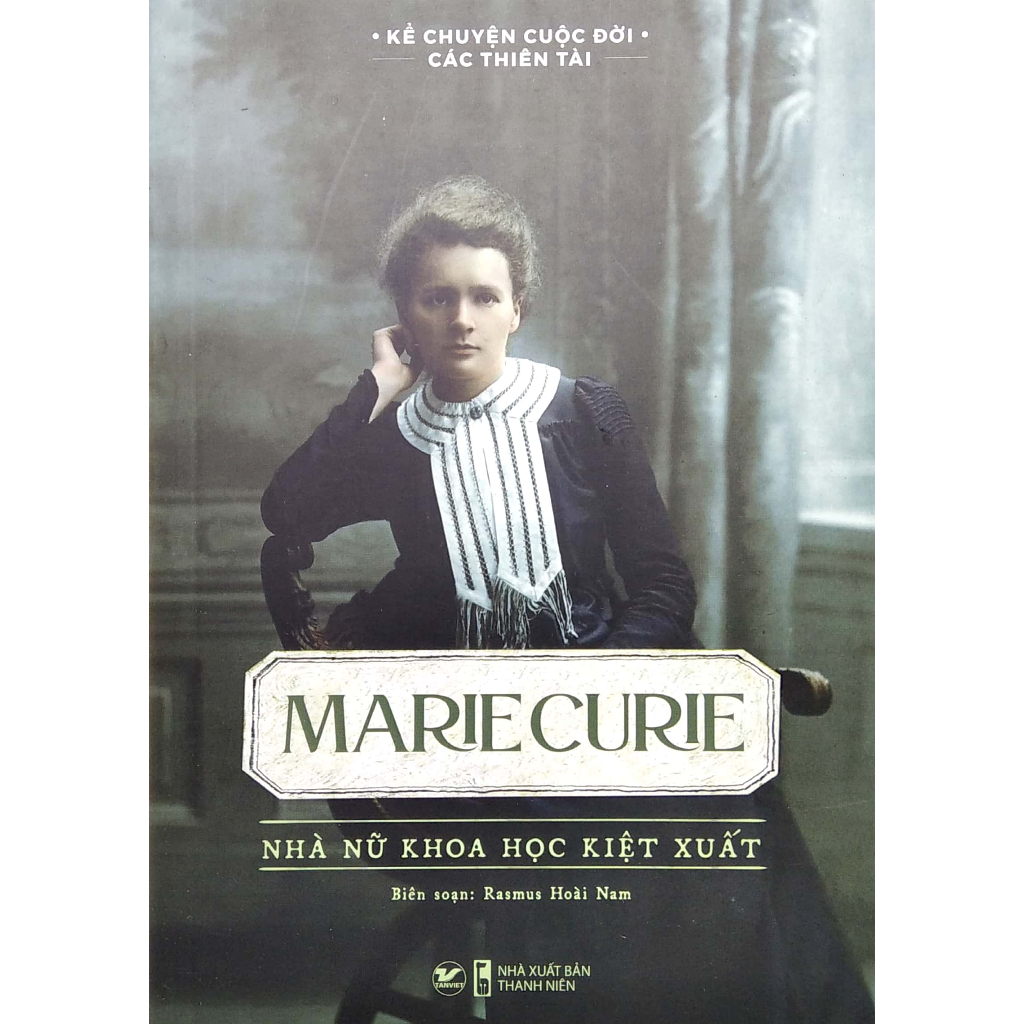 • KỂ CHUYỆN CUỘC ĐỜI •
CÁC THIÊN TÀI
MARIE CURIE
NHÀ NỮ KHOA HỌC KIỆT XUẤT
Biên soạn: Rasmus Hoài Nam
TANVIET
NHÀ XUẤT BẢN
THANH NIÊN